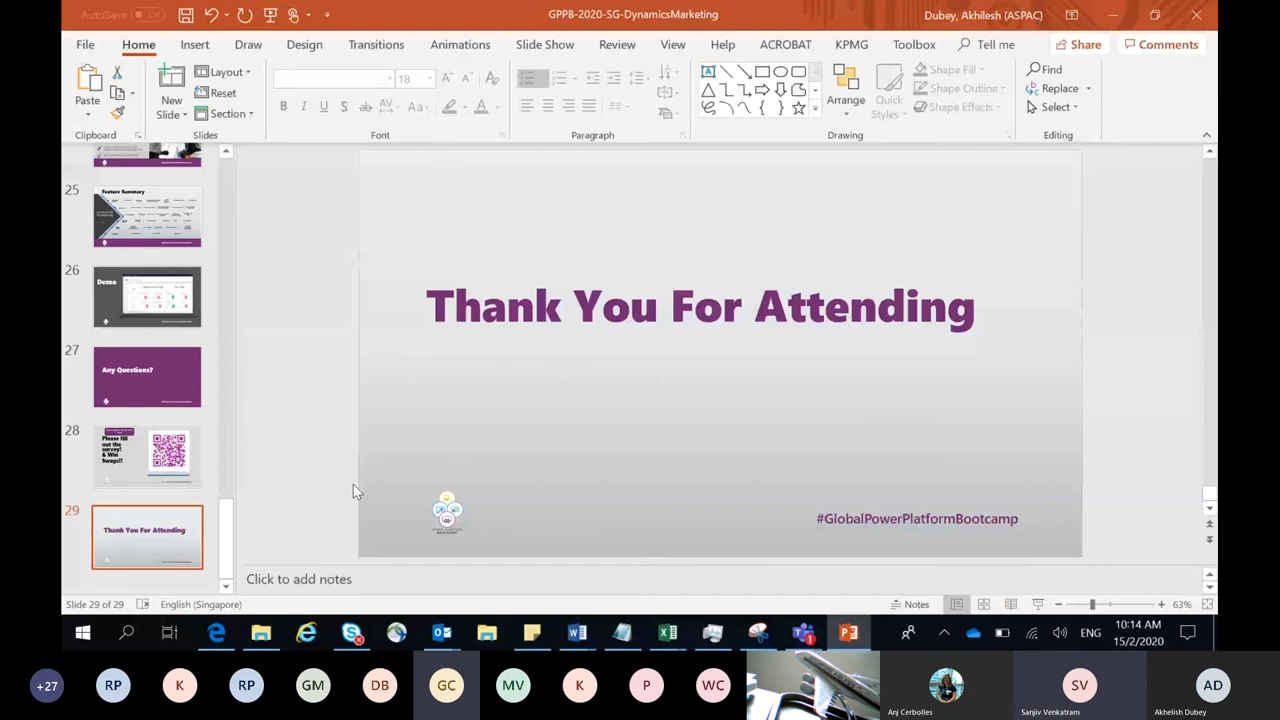 AutoSave Off
GPPB-2020-SG-DynamicsMarketing
Dubey, Akhilesh (ASPAC)
File Home Insert Draw Design Transitions Animations Slide Show Review View Help ACROBAT KPMG Toolbox Tell me Share Comments
Paste
New
Slide
Layout
Reset
Section
18
Arrange
Quick
Styles
Shape Fill
Shape Outline
Shape Effects
Find
Replace
Select
Clipboard Slides Font Paragraph Drawing Editing
25
Feature Summary
26
Demo
27
Any Questions?
28
Please fill
out the
survey!
& Win
Swags!!
29
Thank You For Attending
Thank You For Attending
BOOTCAMP
#GlobalPowerPlatformBootcamp
Click to add notes
Slide 29 of 29 English (Singapore) Notes 63%
ENG
10:14 AM
15/2/2020
+27 RP K RP GM DB GC MV K P WC SV AD
Anj Cerbolles Sanjiv Venkatram Akhelish Dubey